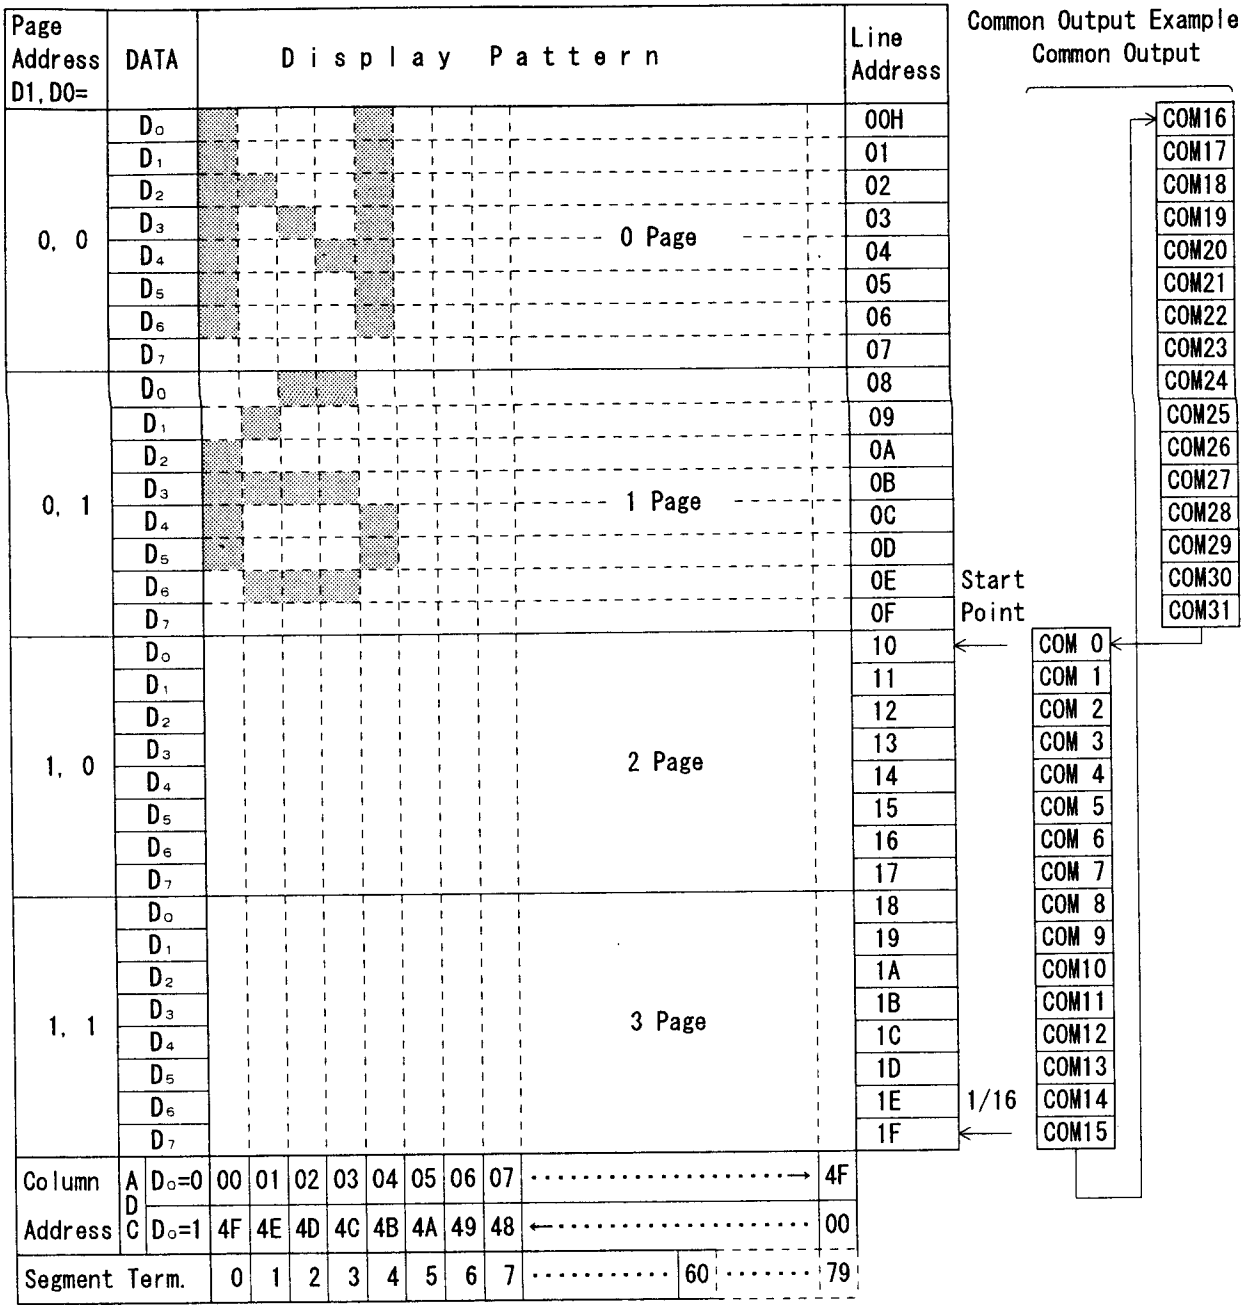 Page Address D1,D0= DATA Display Pattern Line Address Common Output Example
Common Output
0, 0 D₀ 00H COM16
D₁ 01 COM17
D₂ 02 COM18
D₃ 03 COM19
D₄ 0 Page 04 COM20
D₅ 05 COM21
D₆ 06 COM22
D₇ 07 COM23
0, 1 D₀ 08 COM24
D₁ 09 COM25
D₂ 0A COM26
D₃ 1 Page 0B COM27
D₄ 0C COM28
D₅ 0D COM29
D₆ 0E Start COM30
D₇ 0F Point COM31
1, 0 D₀ 10 COM 0
D₁ 11 COM 1
D₂ 12 COM 2
D₃ 2 Page 13 COM 3
D₄ 14 COM 4
D₅ 15 COM 5
D₆ 16 COM 6
D₇ 17 COM 7
1, 1 D₀ 18 COM 8
D₁ 19 COM 9
D₂ 1A COM10
D₃ 3 Page 1B COM11
D₄ 1C COM12
D₅ 1D COM13
D₆ 1E 1/16 COM14
D₇ 1F COM15
Column Address ADC D₀=0 00 01 02 03 04 05 06 07 4F
D₀=1 4F 4E 4D 4C 4B 4A 49 48 00
Segment Term. 0 1 2 3 4 5 6 7 60 79